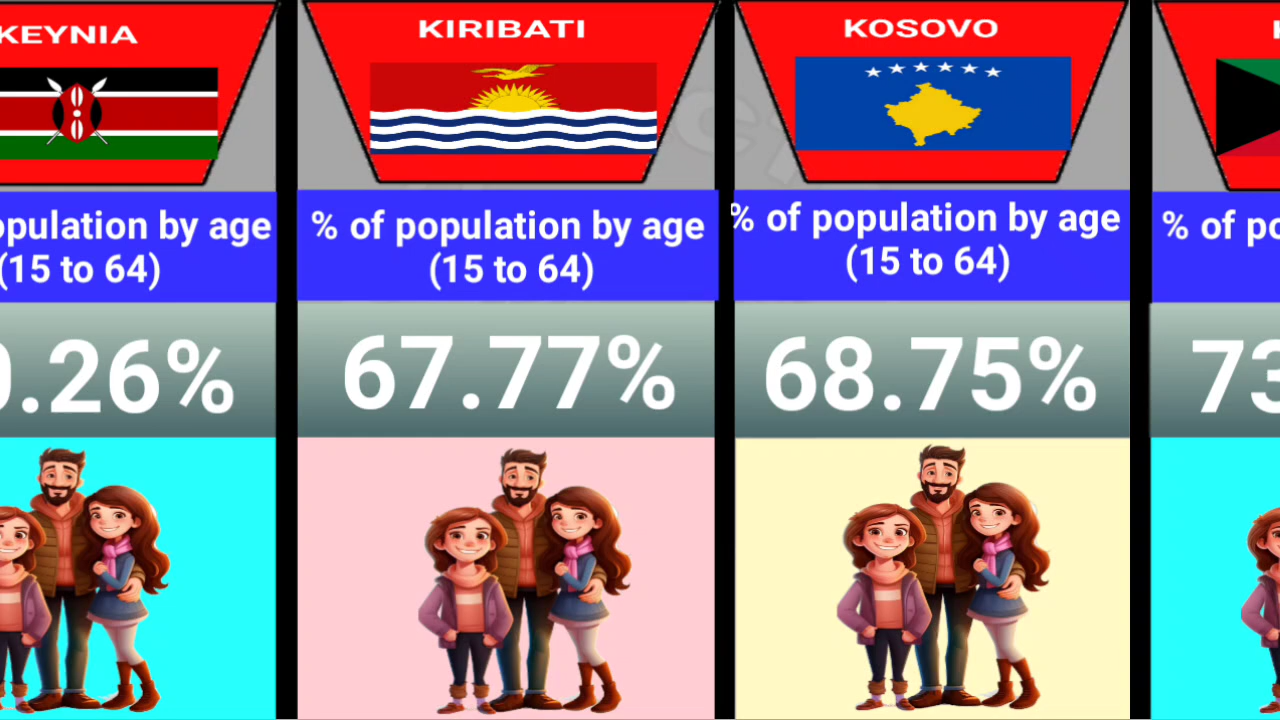 KEYNIA
opulation by age
(15 to 64)
0.26%
KIRIBATI
% of population by age
(15 to 64)
67.77%
KOSOVO
% of population by age
(15 to 64)
68.75%
K
% of po
73